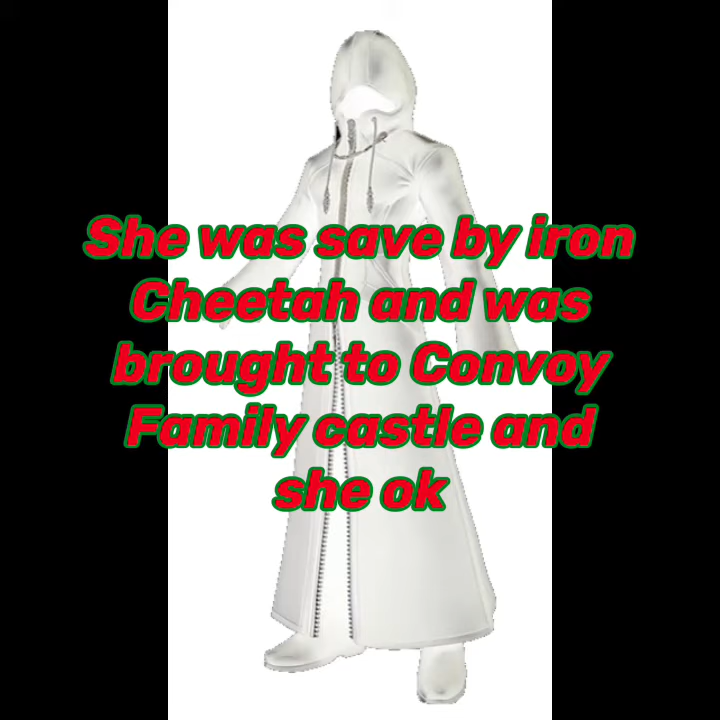 She was save by iron
Cheetah and was
brought to Convoy
Family castle and
she ok